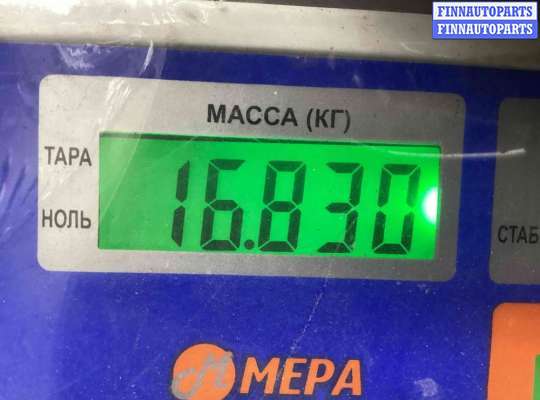 FINNAUTOPARTS
FINNAUTOPARTS
МАССА (КГ)
ТАРА
16.830
НОЛЬ
СТАБ
МЕРА